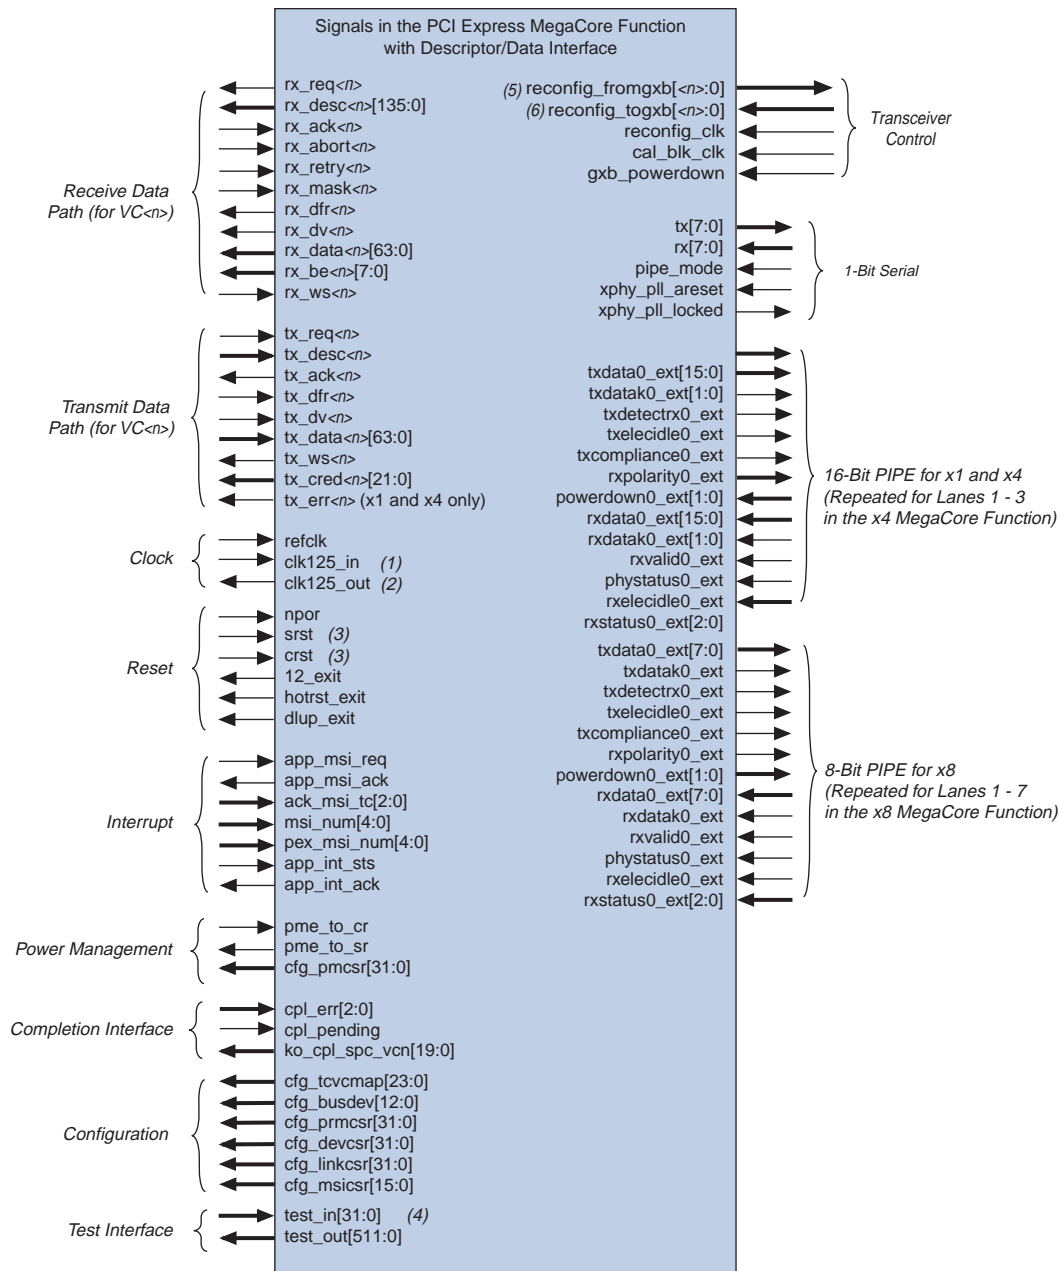 Signals in the PCI Express MegaCore Function
with Descriptor/Data Interface
Receive Data
Path (for VC<n>)
rx_req<n>
rx_desc<n>[135:0]
rx_ack<n>
rx_abort<n>
rx_retry<n>
rx_mask<n>
rx_dfr<n>
rx_dv<n>
rx_data<n>[63:0]
rx_be<n>[7:0]
rx_ws<n>
Transmit Data
Path (for VC<n>)
tx_req<n>
tx_desc<n>
tx_ack<n>
tx_dfr<n>
tx_dv<n>
tx_data<n>[63:0]
tx_ws<n>
tx_cred<n>[21:0]
tx_err<n> (x1 and x4 only)
Clock
refclk
clk125_in (1)
clk125_out (2)
Reset
npor
srst (3)
crst (3)
12_exit
hotrst_exit
dlup_exit
Interrupt
app_msi_req
app_msi_ack
ack_msi_tc[2:0]
msi_num[4:0]
pex_msi_num[4:0]
app_int_sts
app_int_ack
Power Management
pme_to_cr
pme_to_sr
cfg_pmcsr[31:0]
Completion Interface
cpl_err[2:0]
cpl_pending
ko_cpl_spc_vcn[19:0]
Configuration
cfg_tcvcmap[23:0]
cfg_busdev[12:0]
cfg_prmcsr[31:0]
cfg_devcsr[31:0]
cfg_linkcsr[31:0]
cfg_msicsr[15:0]
Test Interface
test_in[31:0] (4)
test_out[511:0]
(5) reconfig_fromgxb[<n>:0]
(6) reconfig_togxb[<n>:0]
reconfig_clk
cal_blk_clk
gxb_powerdown
Transceiver
Control
tx[7:0]
rx[7:0]
pipe_mode
xphy_pll_areset
xphy_pll_locked
1-Bit Serial
txdata0_ext[15:0]
txdatak0_ext[1:0]
txdetectrx0_ext
txelecidle0_ext
txcompliance0_ext
rxpolarity0_ext
powerdown0_ext[1:0]
rxdata0_ext[15:0]
rxdatak0_ext[1:0]
rxvalid0_ext
phystatus0_ext
rxelecidle0_ext
rxstatus0_ext[2:0]
16-Bit PIPE for x1 and x4
(Repeated for Lanes 1 - 3
in the x4 MegaCore Function)
txdata0_ext[7:0]
txdatak0_ext
txdetectrx0_ext
txelecidle0_ext
txcompliance0_ext
rxpolarity0_ext
powerdown0_ext[1:0]
rxdata0_ext[7:0]
rxdatak0_ext
rxvalid0_ext
phystatus0_ext
rxelecidle0_ext
rxstatus0_ext[2:0]
8-Bit PIPE for x8
(Repeated for Lanes 1 - 7
in the x8 MegaCore Function)